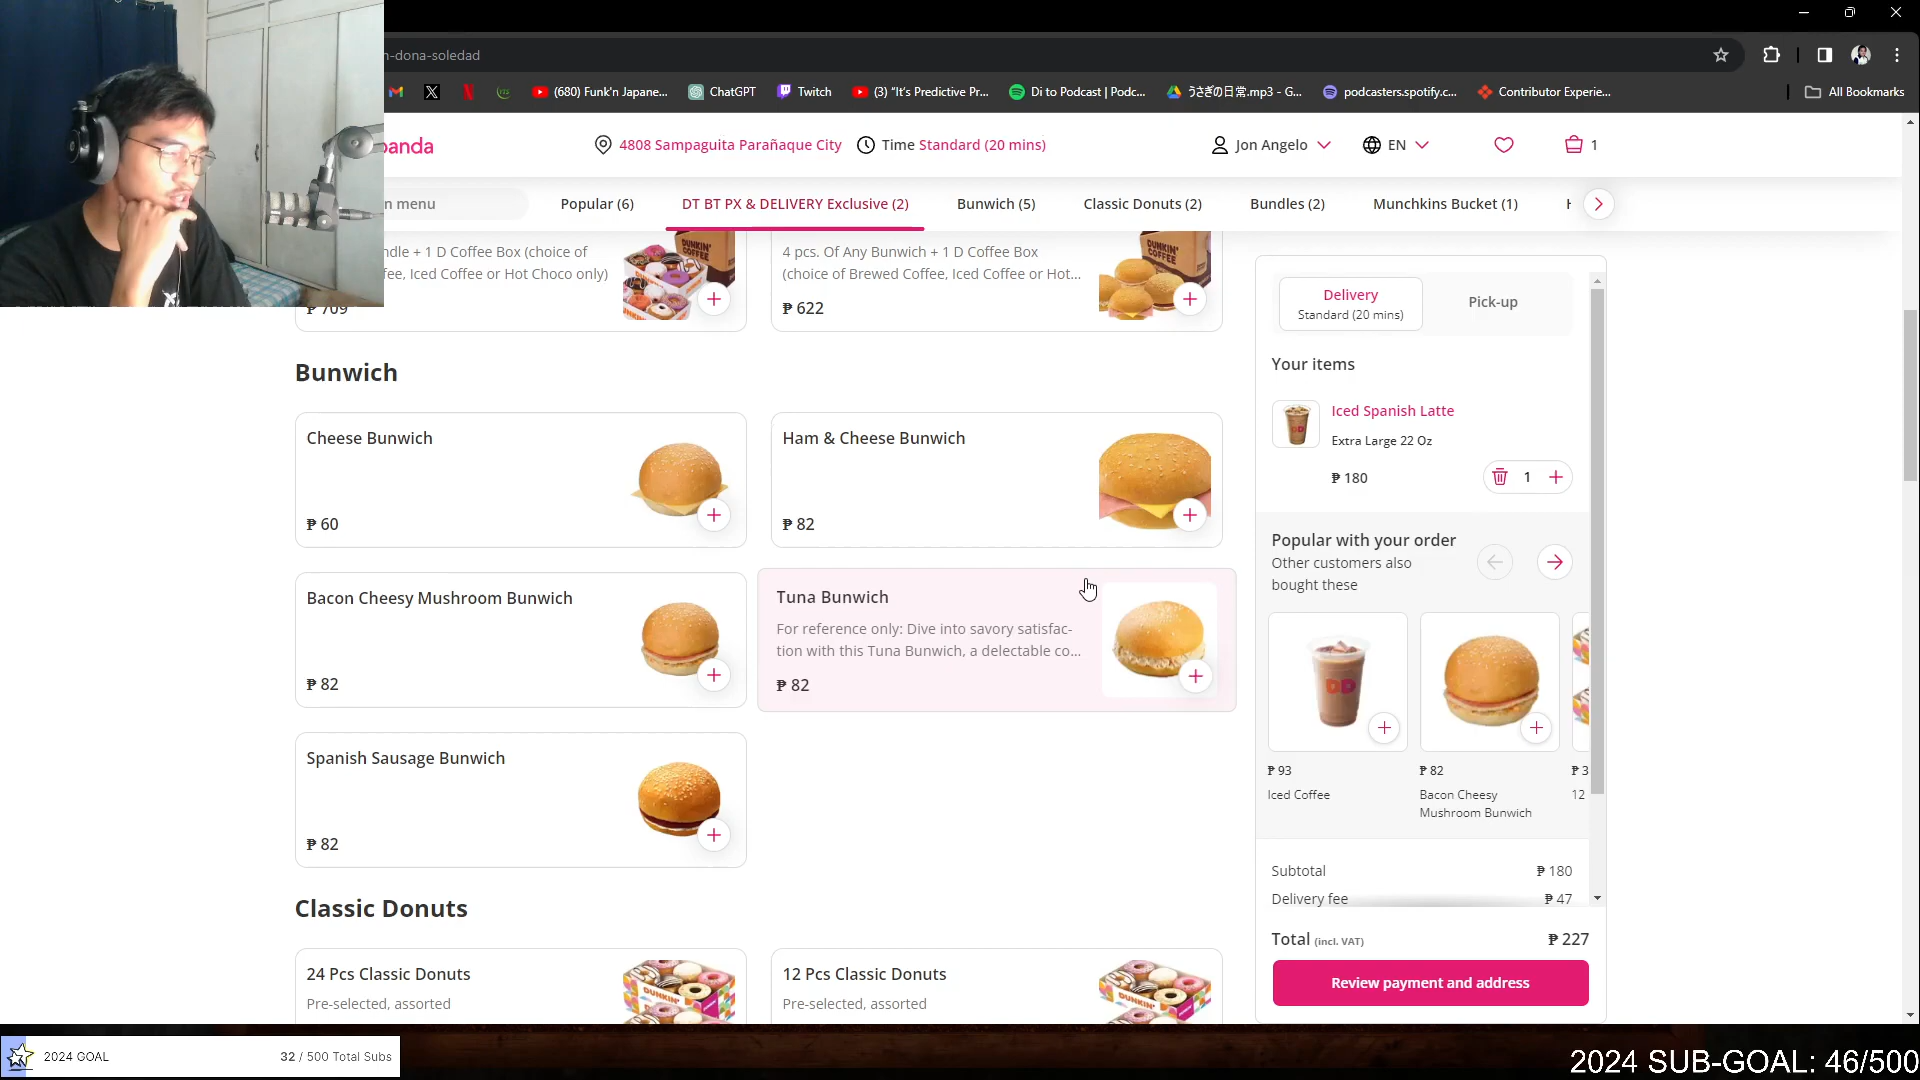 n-dona-soledad
(680) Funk'n Japane...
ChatGPT
Twitch
(3) "It's Predictive Pr...
Di to Podcast | Podc...
うさぎの日常.mp3 - G...
podcasters.spotify.c...
Contributor Experie...
All Bookmarks
panda
4808 Sampaguita Parañaque City
Time Standard (20 mins)
Jon Angelo
EN
1
n menu
Popular (6)
DT BT PX & DELIVERY Exclusive (2)
Bunwich (5)
Classic Donuts (2)
Bundles (2)
Munchkins Bucket (1)
ndle + 1 D Coffee Box (choice of
fee, Iced Coffee or Hot Choco only)
₱ 709
4 pcs. Of Any Bunwich + 1 D Coffee Box
(choice of Brewed Coffee, Iced Coffee or Hot...
₱ 622
DUNKIN'
COFFEE
DUNKIN'
COFFEE
Bunwich
Cheese Bunwich
₱ 60
Ham & Cheese Bunwich
₱ 82
Bacon Cheesy Mushroom Bunwich
₱ 82
Tuna Bunwich
For reference only: Dive into savory satisfac-
tion with this Tuna Bunwich, a delectable co...
₱ 82
Spanish Sausage Bunwich
₱ 82
Classic Donuts
24 Pcs Classic Donuts
Pre-selected, assorted
DUNKIN'
12 Pcs Classic Donuts
Pre-selected, assorted
DUNKIN'
Delivery
Standard (20 mins)
Pick-up
Your items
Iced Spanish Latte
Extra Large 22 Oz
₱ 180
1
Popular with your order
Other customers also
bought these
DD
₱ 93
Iced Coffee
₱ 82
Bacon Cheesy
Mushroom Bunwich
₱ 3
12
Subtotal
₱ 180
Delivery fee
₱ 47
Total (incl. VAT)
₱ 227
Review payment and address
2024 GOAL
32 / 500 Total Subs
2024 SUB-GOAL: 46/500